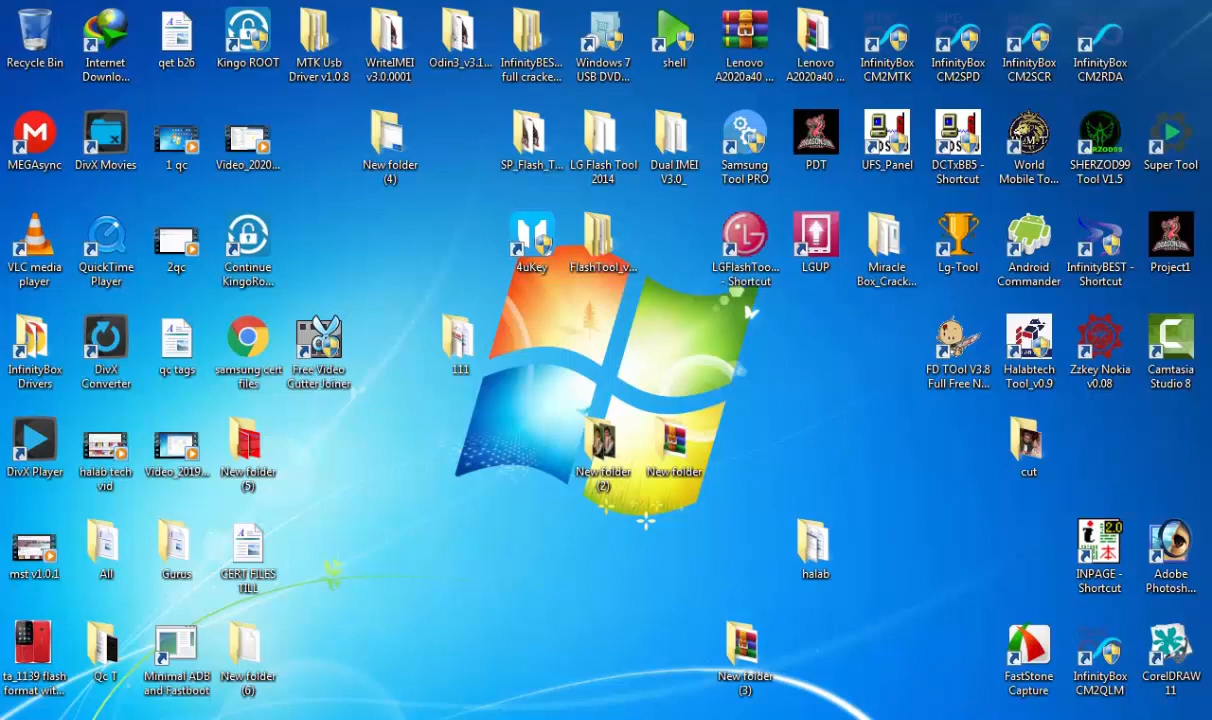 Recycle Bin
Internet
Downlo...
qet b26
Kingo ROOT
MTK Usb
Driver v1.0.8
WriteIMEI
v3.0.0001
Odin3_v3.1...
InfinityBES...
full cracke...
Windows 7
USB DVD...
shell
Lenovo
A2020a40 ...
Lenovo
A2020a40 ...
InfinityBox
CM2MTK
InfinityBox
CM2SPD
InfinityBox
CM2SCR
InfinityBox
CM2RDA
MEGAsync
DivX Movies
1 qc
Video_2020...
New folder
(4)
SP_Flash_T...
LG Flash Tool
2014
Dual IMEI
V3.0_
Samsung
Tool PRO
PDT
UFS_Panel
DCTxBB5 -
Shortcut
World
Mobile To...
SHERZOD99
Tool V1.5
Super Tool
VLC media
player
QuickTime
Player
2qc
Continue
KingoRo...
4uKey
FlashTool_v...
LGFlashToo...
- Shortcut
LGUP
Miracle
Box_Crack...
Lg-Tool
Android
Commander
InfinityBEST -
Shortcut
Project1
InfinityBox
Drivers
DivX
Converter
qc tags
samsung cert
files
Free Video
Cutter Joiner
111
FD TOol V3.8
Full Free N...
Halabtech
Tool_v0.9
Zzkey Nokia
v0.08
Camtasia
Studio 8
DivX Player
halab tech
vid
Video_2019...
New folder
(5)
New folder
(2)
New folder
cut
mst v1.0.1
All
Gurus
CERT FILES
TILL
halab
INPAGE -
Shortcut
Adobe
Photosh...
ta_1139 flash
format wit...
Qc T
Minimal ADB
and Fastboot
New folder
(6)
New folder
(3)
FastStone
Capture
InfinityBox
CM2QLM
CorelDRAW
11